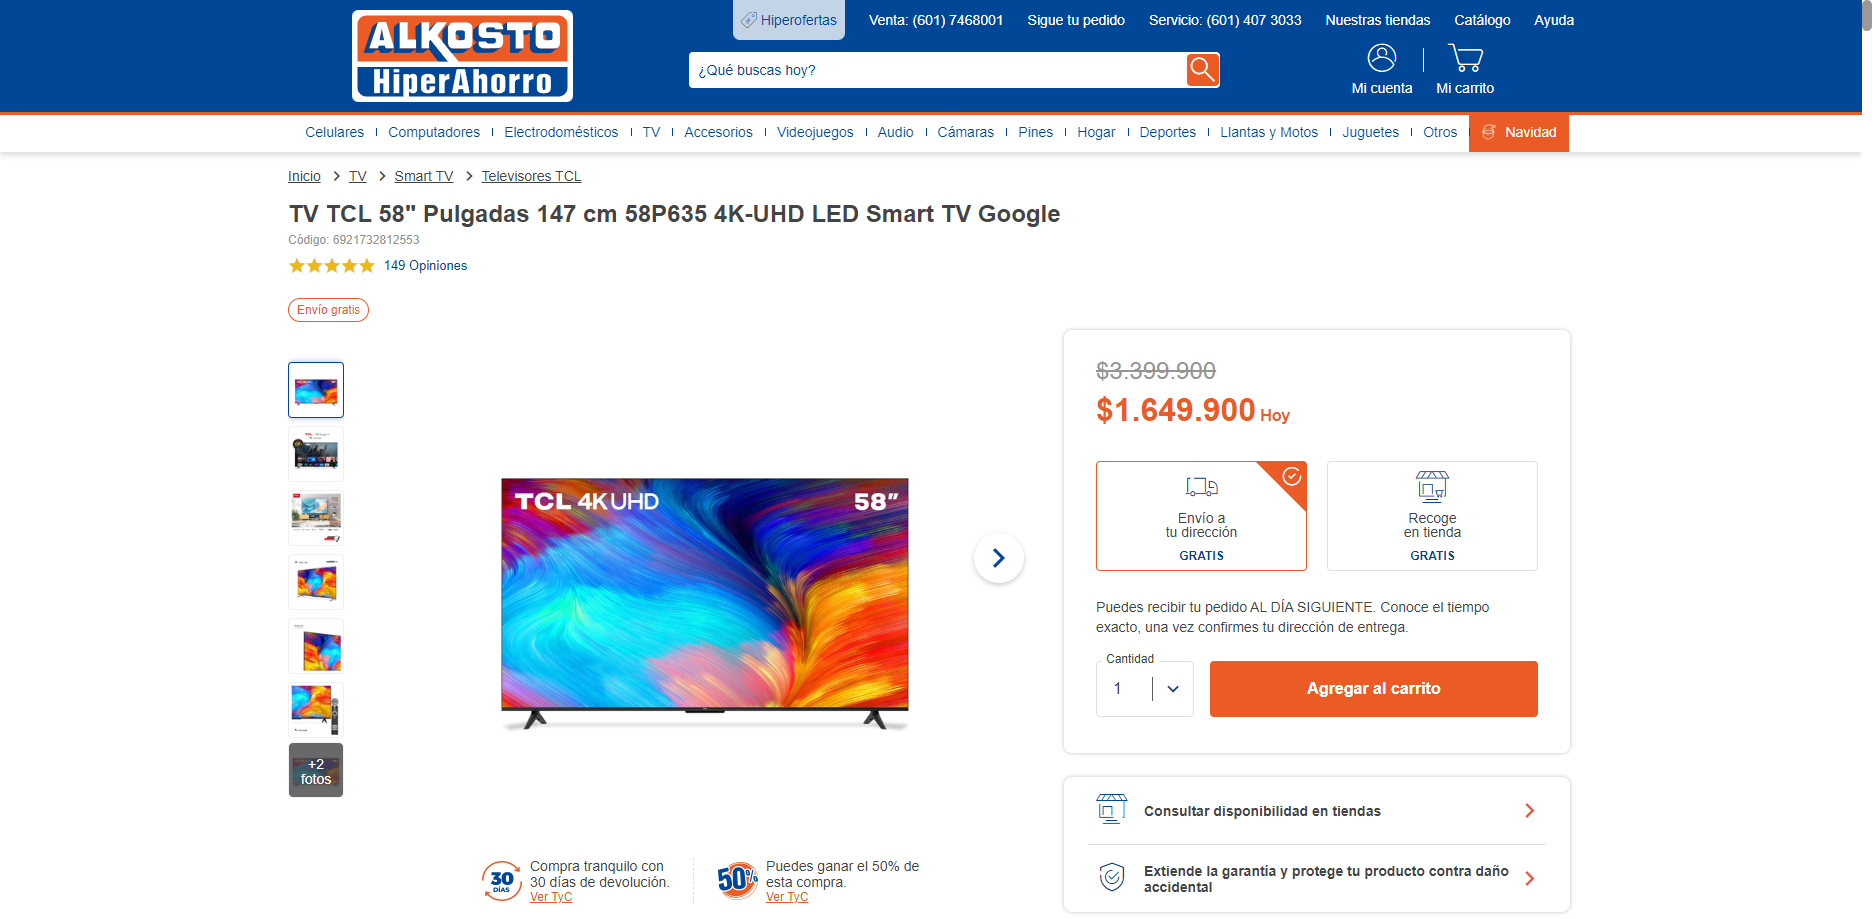 ALKOSTO
HiperAhorro
Hiperofertas
Venta: (601) 7468001
Sigue tu pedido
Servicio: (601) 407 3033
Nuestras tiendas
Catálogo
Ayuda
¿Qué buscas hoy?
Mi cuenta
Mi carrito
Celulares
Computadores
Electrodomésticos
TV
Accesorios
Videojuegos
Audio
Cámaras
Pines
Hogar
Deportes
Llantas y Motos
Juguetes
Otros
Navidad
Inicio > TV > Smart TV > Televisores TCL
TV TCL 58" Pulgadas 147 cm 58P635 4K-UHD LED Smart TV Google
Código: 6921732812553
149 Opiniones
Envío gratis
+2
fotos
TCL 4K UHD
58"
$3.399.900
$1.649.900 Hoy
Envío a
tu dirección
GRATIS
Recoge
en tienda
GRATIS
Puedes recibir tu pedido AL DÍA SIGUIENTE. Conoce el tiempo
exacto, una vez confirmes tu dirección de entrega.
Cantidad
1
Agregar al carrito
Consultar disponibilidad en tiendas
Extiende la garantía y protege tu producto contra daño
accidental
30
DÍAS
Compra tranquilo con
30 días de devolución.
Ver TyC
50%
Puedes ganar el 50% de
esta compra.
Ver TyC